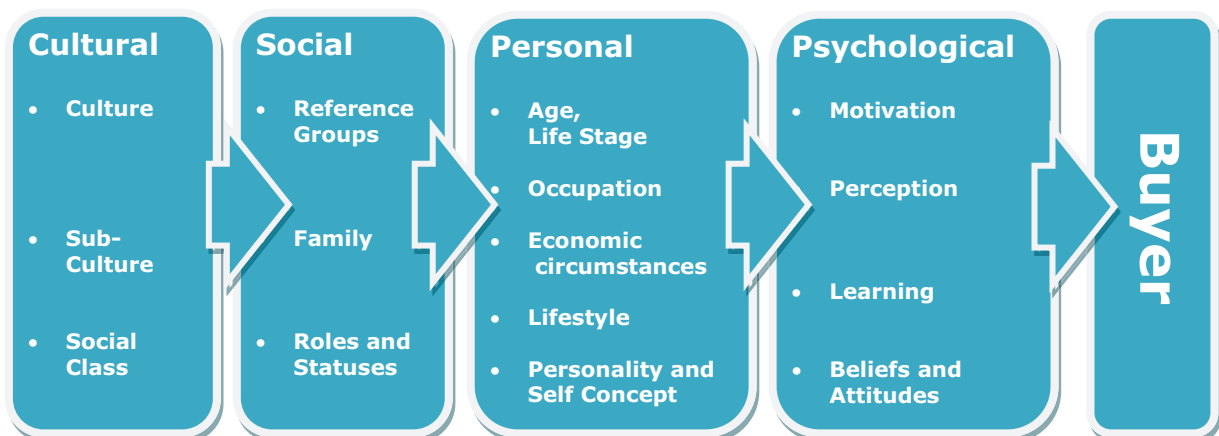 Cultural
• Culture
• Sub-
Culture
• Social
Class
Social
• Reference
Groups
Family
• Roles and
Statuses
Personal
• Age,
Life Stage
• Occupation
• Economic
circumstances
• Lifestyle
• Personality and
Self Concept
Psychological
• Motivation
Perception
• Learning
• Beliefs and
Attitudes
Buyer